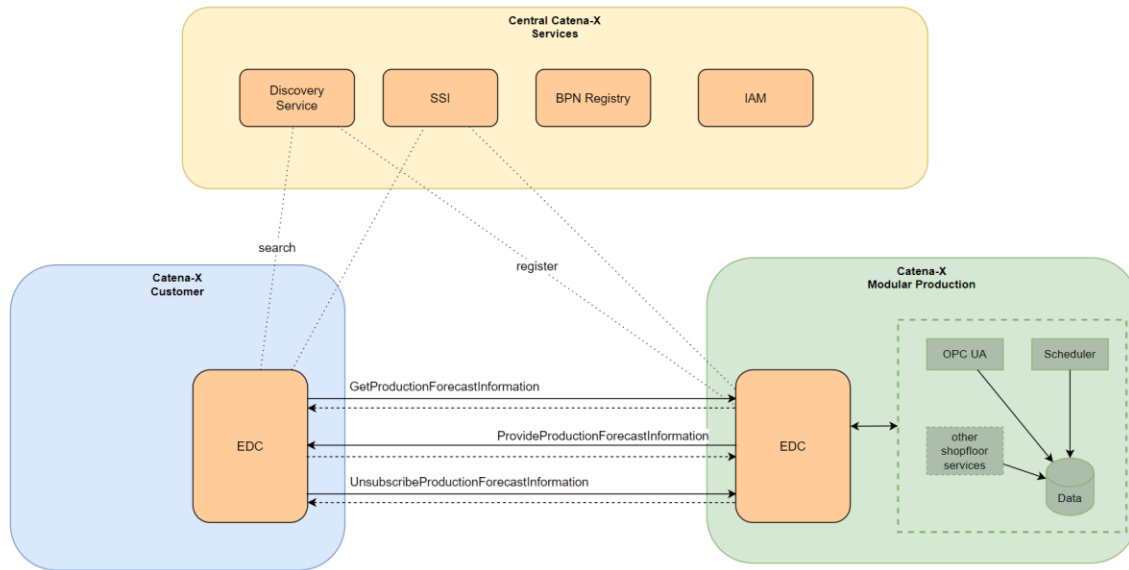 Central Catena-X
Services
Discovery
Service
SSI
BPN Registry
IAM
search
register
Catena-X
Customer
Catena-X
Modular Production
OPC UA
Scheduler
GetProductionForecastInformation
EDC
ProvideProductionForecastInformation
EDC
other
shopfloor
services
Data
UnsubscribeProductionForecastInformation